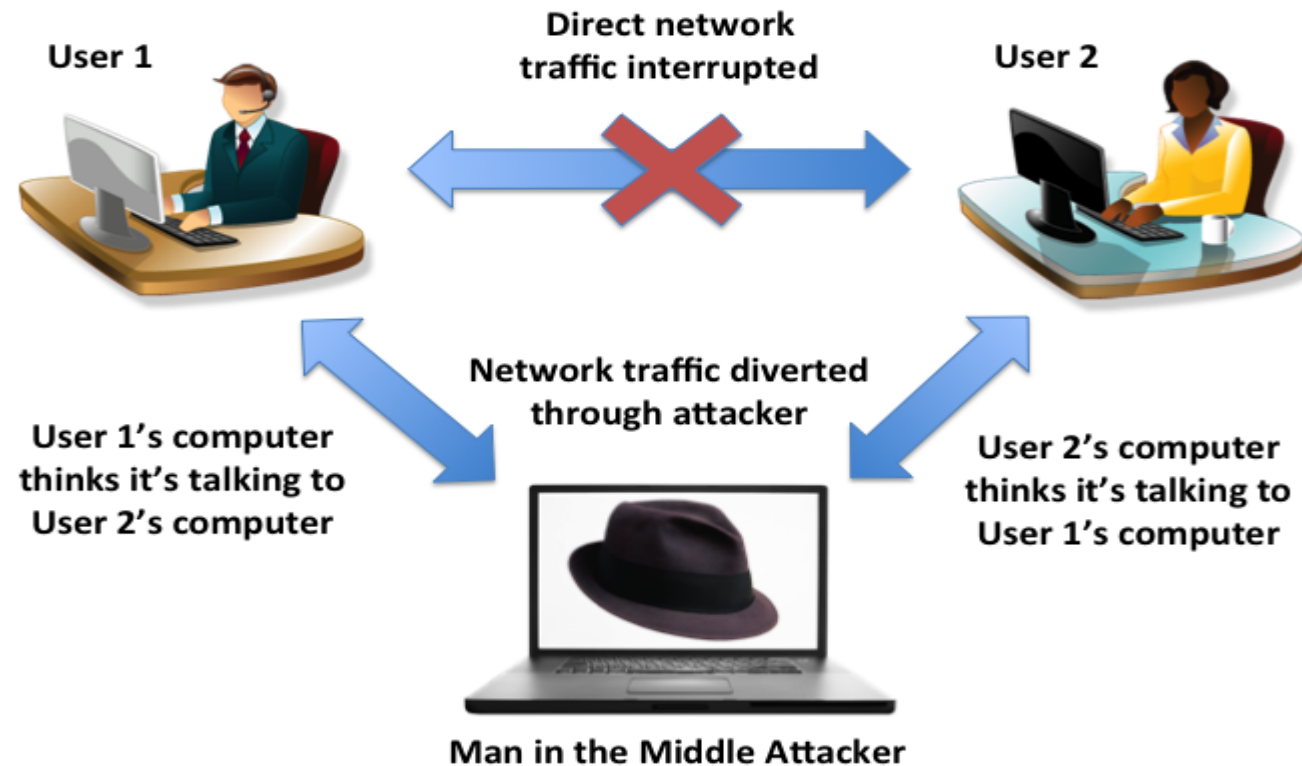 User 1
Direct network
traffic interrupted
User 2
Network traffic diverted
through attacker
User 1’s computer
thinks it’s talking to
User 2’s computer
User 2’s computer
thinks it’s talking to
User 1’s computer
Man in the Middle Attacker